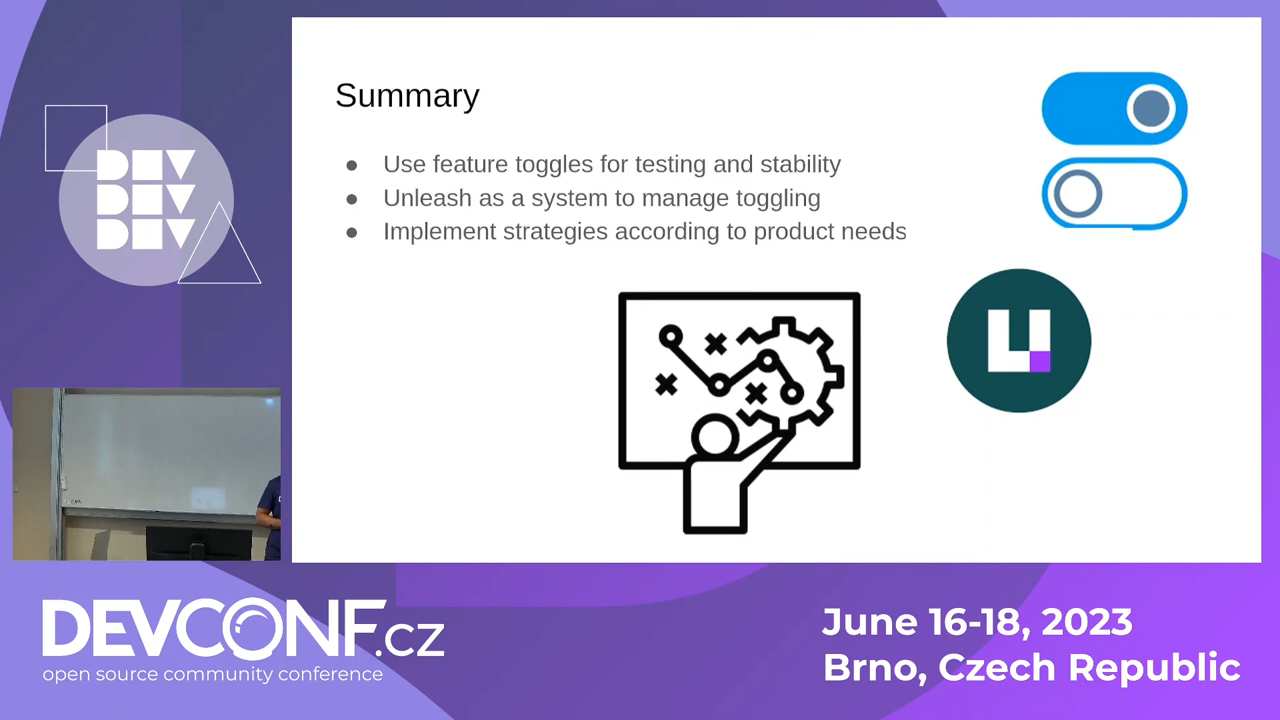 Summary
● Use feature toggles for testing and stability
● Unleash as a system to manage toggling
● Implement strategies according to product needs
DEV
DEV
DEV
DEVCONF.cz
open source community conference
June 16-18, 2023
Brno, Czech Republic